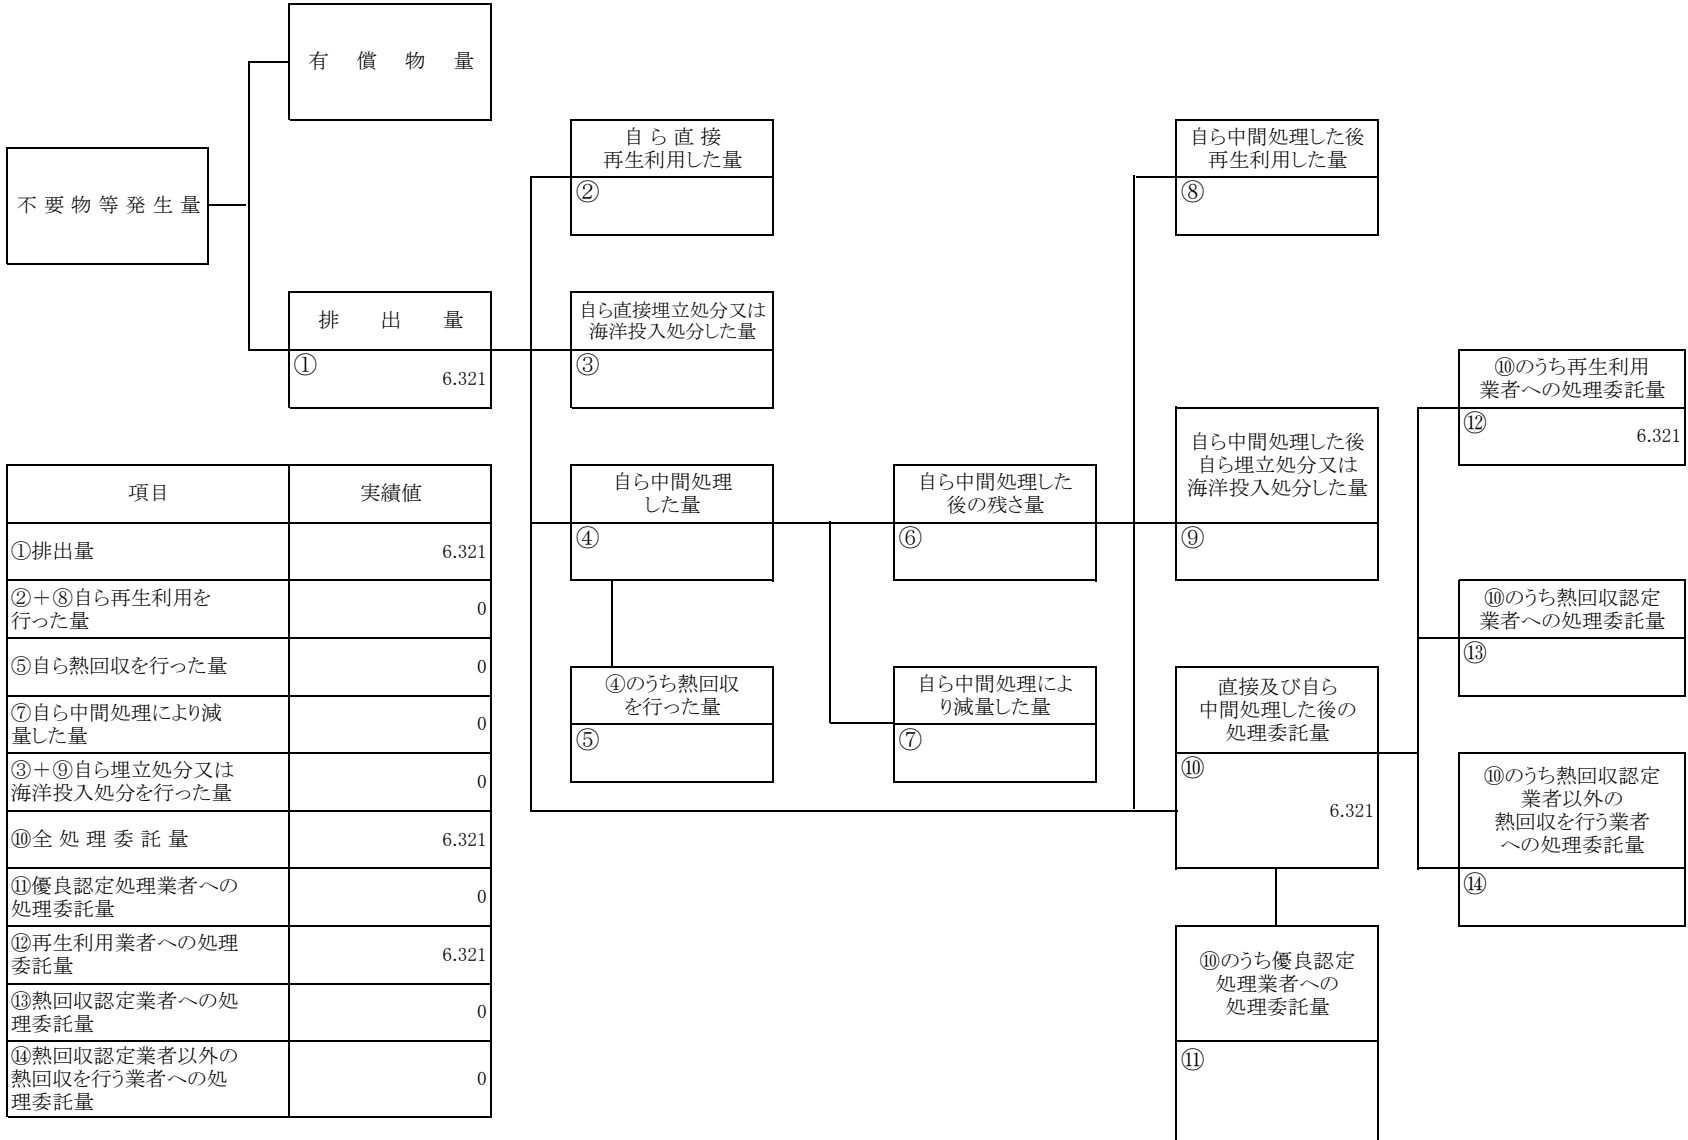 有償物量
不要物等発生量
排出量
①
6.321
自ら直接
再生利用した量
②
自ら直接埋立処分又は
海洋投入処分した量
③
自ら中間処理
した量
④
④のうち熱回収
を行った量
⑤
自ら中間処理した
後の残さ量
⑥
自ら中間処理によ
り減量した量
⑦
自ら中間処理した後
再生利用した量
⑧
自ら中間処理した後
自ら埋立処分又は
海洋投入処分した量
⑨
直接及び自ら
中間処理した後の
処理委託量
⑩
6.321
⑩のうち優良認定
処理業者への
処理委託量
⑪
⑩のうち再生利用
業者への処理委託量
⑫
6.321
⑩のうち熱回収認定
業者への処理委託量
⑬
⑩のうち熱回収認定
業者以外の
熱回収を行う業者
への処理委託量
⑭
項目 実績値
①排出量 6.321
②+⑧自ら再生利用を
行った量 0
⑤自ら熱回収を行った量 0
⑦自ら中間処理により減
量した量 0
③+⑨自ら埋立処分又は
海洋投入処分を行った量 0
⑩全処理委託量 6.321
⑪優良認定処理業者への
処理委託量 0
⑫再生利用業者への処理
委託量 6.321
⑬熱回収認定業者への処
理委託量 0
⑭熱回収認定業者以外の
熱回収を行う業者への処
理委託量 0